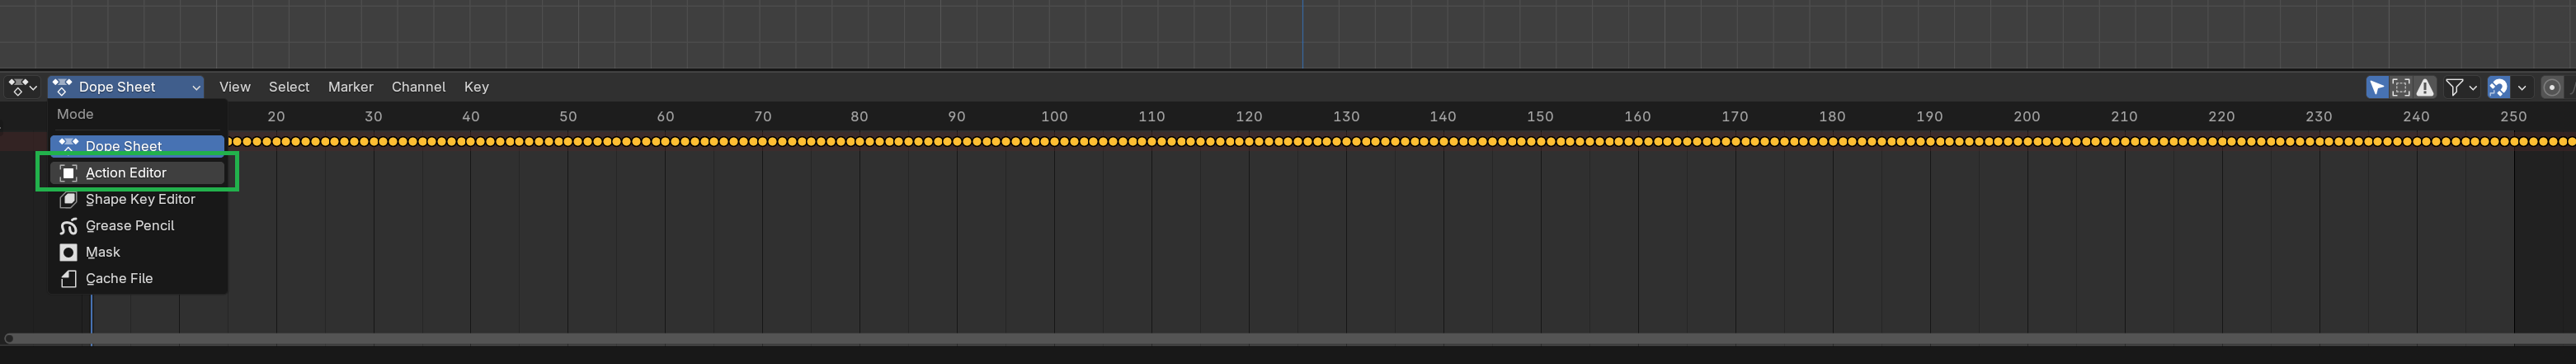 Dope Sheet View Select Marker Channel Key
Mode
20 30 40 50 60 70 80 90 100 110 120 130 140 150 160 170 180 190 200 210 220 230 240 250
Dope Sheet
Action Editor
Shape Key Editor
Grease Pencil
Mask
Cache File